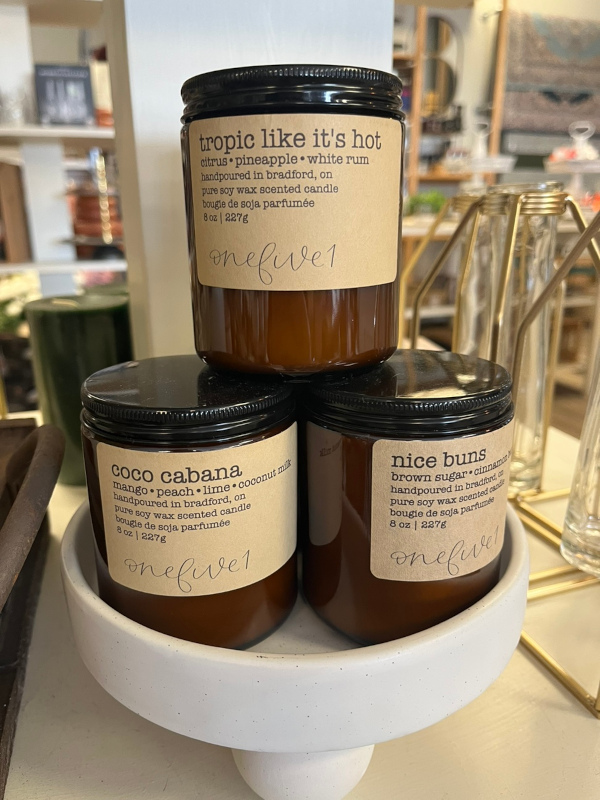 tropic like it's hot
citrus • pineapple • white rum
handpoured in bradford, on
pure soy wax scented candle
bougie de soja parfumée
8 oz | 227g
onefive1
coco cabana
mango • peach • lime • coconut milk
handpoured in bradford, on
pure soy wax scented candle
bougie de soja parfumée
8 oz | 227g
onefive1
nice buns
brown sugar • cinnamon
handpoured in bradford, on
pure soy wax scented candle
bougie de soja parfumée
8 oz | 227g
onefive1